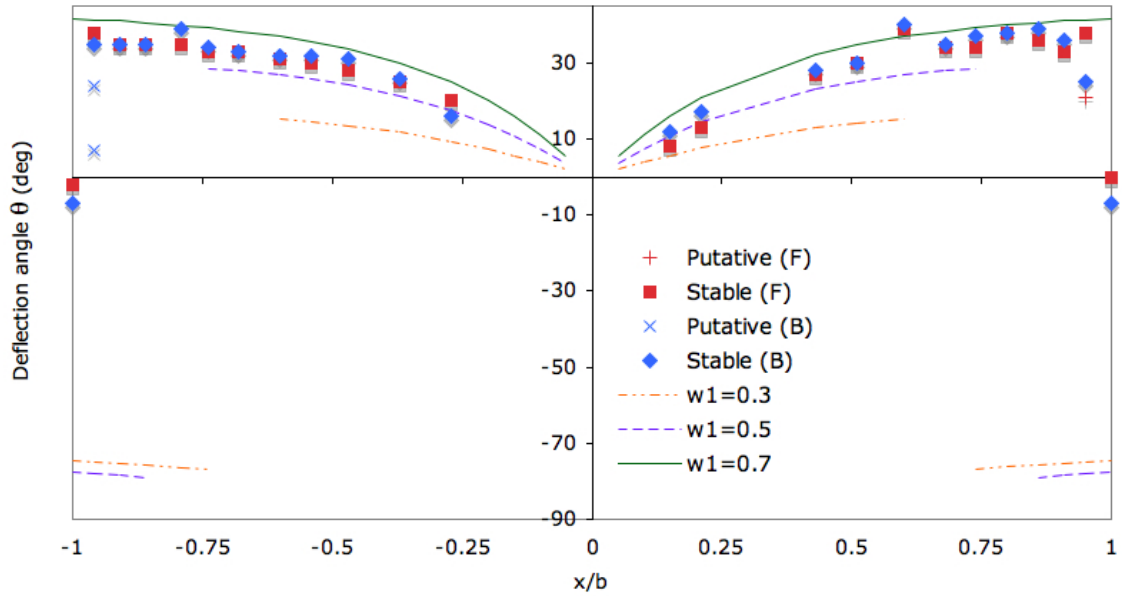 Deflection angle θ (deg)
30
10
-10
-30
-50
-70
-90
Putative (F)
Stable (F)
Putative (B)
Stable (B)
w1=0.3
w1=0.5
w1=0.7
-1 -0.75 -0.5 -0.25 0 0.25 0.5 0.75 1
x/b